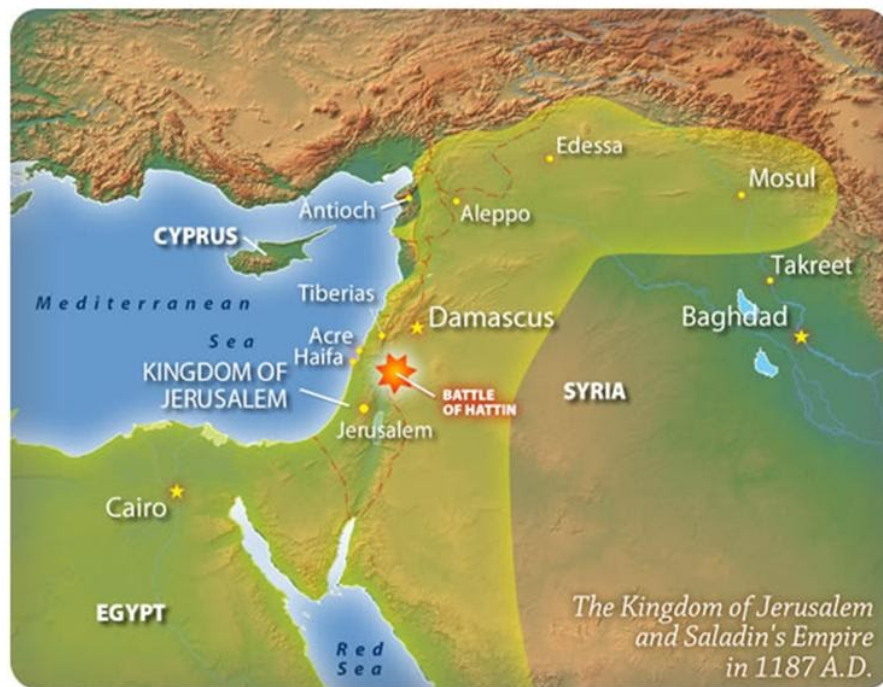 Edessa
Mosul
Antioch
Aleppo
CYPRUS
Takreet
Tiberias
Mediterranean
Sea
Damascus
Baghdad
Acre
Haifa
KINGDOM OF
JERUSALEM
BATTLE
OF HATTIN
SYRIA
Jerusalem
Cairo
EGYPT
Red
Sea
The Kingdom of Jerusalem
and Saladin's Empire
in 1187 A.D.